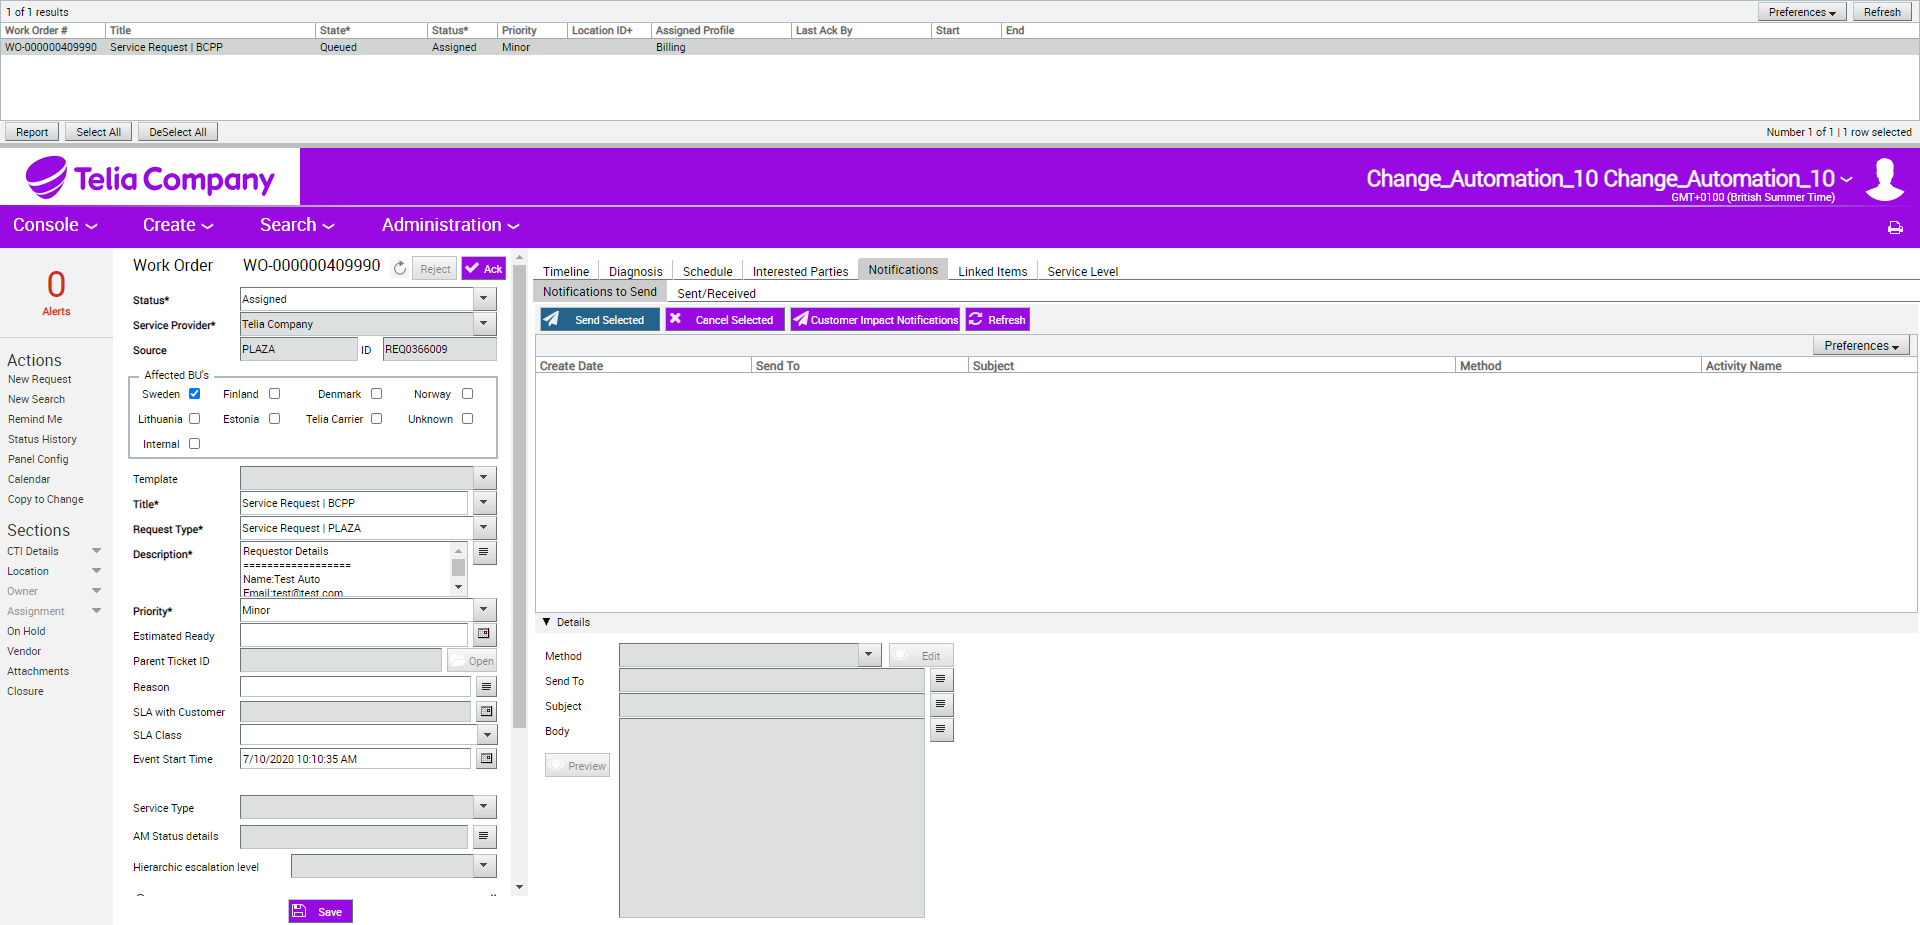 1 of 1 results
Preferences
Refresh
Work Order #
Title
State*
Status*
Priority
Location ID+
Assigned Profile
Last Ack By
Start
End
WO-000000409990
Service Request | BCPP
Queued
Assigned
Minor
Billing
Report
Select All
DeSelect All
Number 1 of 1 | 1 row selected
Telia Company
Change_Automation_10 Change_Automation_10
GMT+0100 (British Summer Time)
Console
Create
Search
Administration
0
Alerts
Actions
New Request
New Search
Remind Me
Status History
Panel Config
Calendar
Copy to Change
Sections
CTI Details
Location
Owner
Assignment
On Hold
Vendor
Attachments
Closure
Work Order
WO-000000409990
Reject
Ack
Status*
Assigned
Service Provider*
Telia Company
Source
PLAZA
ID
REQ0366009
Affected BU's
Sweden
Finland
Denmark
Norway
Lithuania
Estonia
Telia Carrier
Unknown
Internal
Template
Title*
Service Request | BCPP
Request Type*
Service Request | PLAZA
Description*
Requestor Details
==================
Name:Test Auto
Email:test@test.com
Priority*
Minor
Estimated Ready
Parent Ticket ID
Open
Reason
SLA with Customer
SLA Class
Event Start Time
7/10/2020 10:10:35 AM
Service Type
AM Status details
Hierarchic escalation level
Save
Timeline
Diagnosis
Schedule
Interested Parties
Notifications
Linked Items
Service Level
Notifications to Send
Sent/Received
Send Selected
Cancel Selected
Customer Impact Notifications
Refresh
Preferences
Create Date
Send To
Subject
Method
Activity Name
Details
Method
Edit
Send To
Subject
Body
Preview